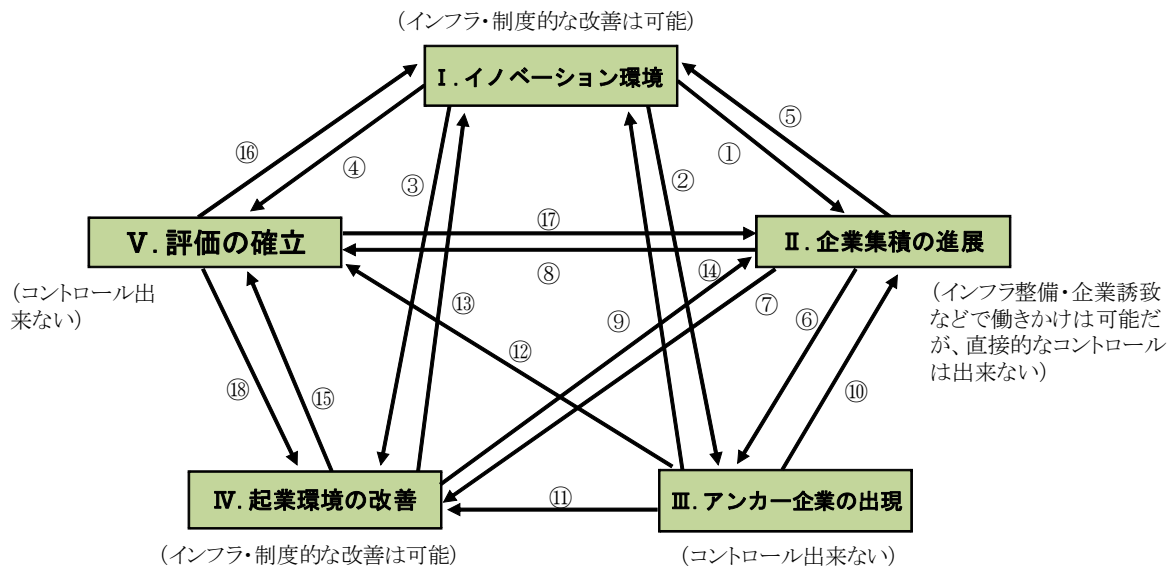 （インフラ・制度的な改善は可能）
Ⅰ．イノベーション環境
⑤
⑯
①
④
③
②
⑰
Ⅴ．評価の確立
Ⅱ．企業集積の進展
⑧
⑭
（コントロール出
来ない）
（インフラ整備・企業誘致
などで働きかけは可能だ
が、直接的なコントロール
は出来ない）
⑬
⑨
⑦
⑥
⑫
⑱
⑮
⑩
Ⅳ．起業環境の改善
⑪
Ⅲ．アンカー企業の出現
（インフラ・制度的な改善は可能）
（コントロール出来ない）